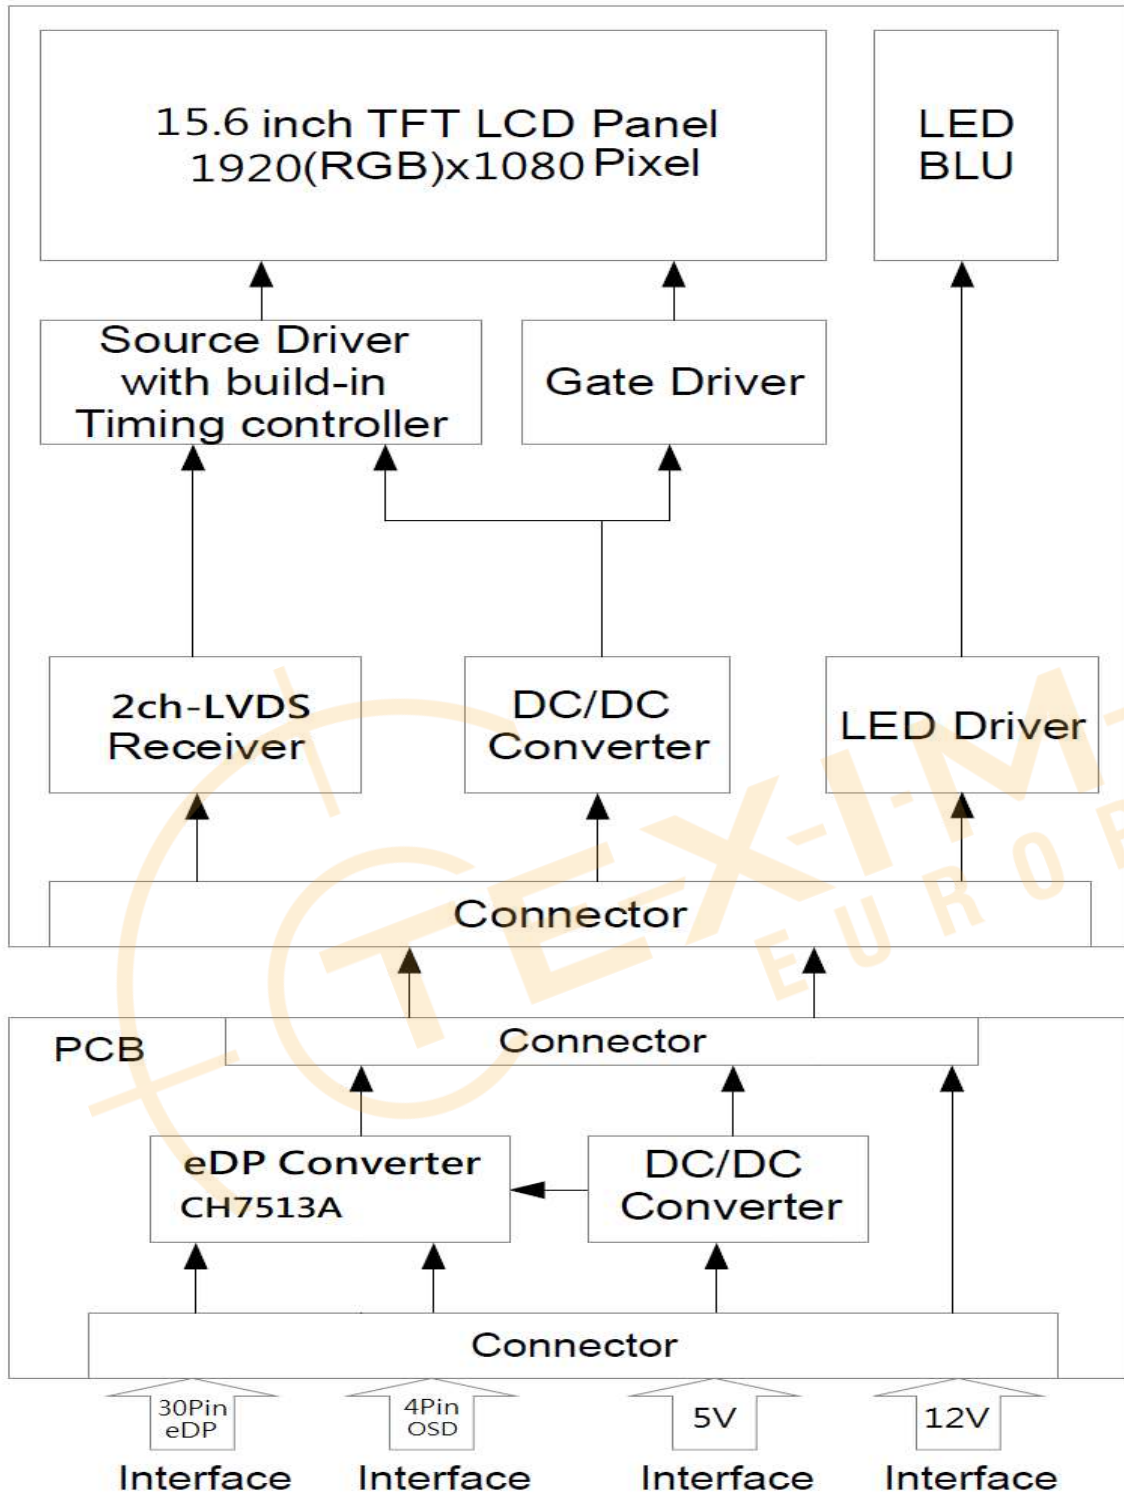 15.6 inch TFT LCD Panel
1920(RGB)x1080 Pixel
LED
BLU
Source Driver
with build-in
Timing controller
Gate Driver
2ch-LVDS
Receiver
DC/DC
Converter
LED Driver
Connector
TEXIM
EUROP
PCB
Connector
eDP Converter
CH7513A
DC/DC
Converter
Connector
30Pin
eDP
4Pin
OSD
5V
12V
Interface
Interface
Interface
Interface